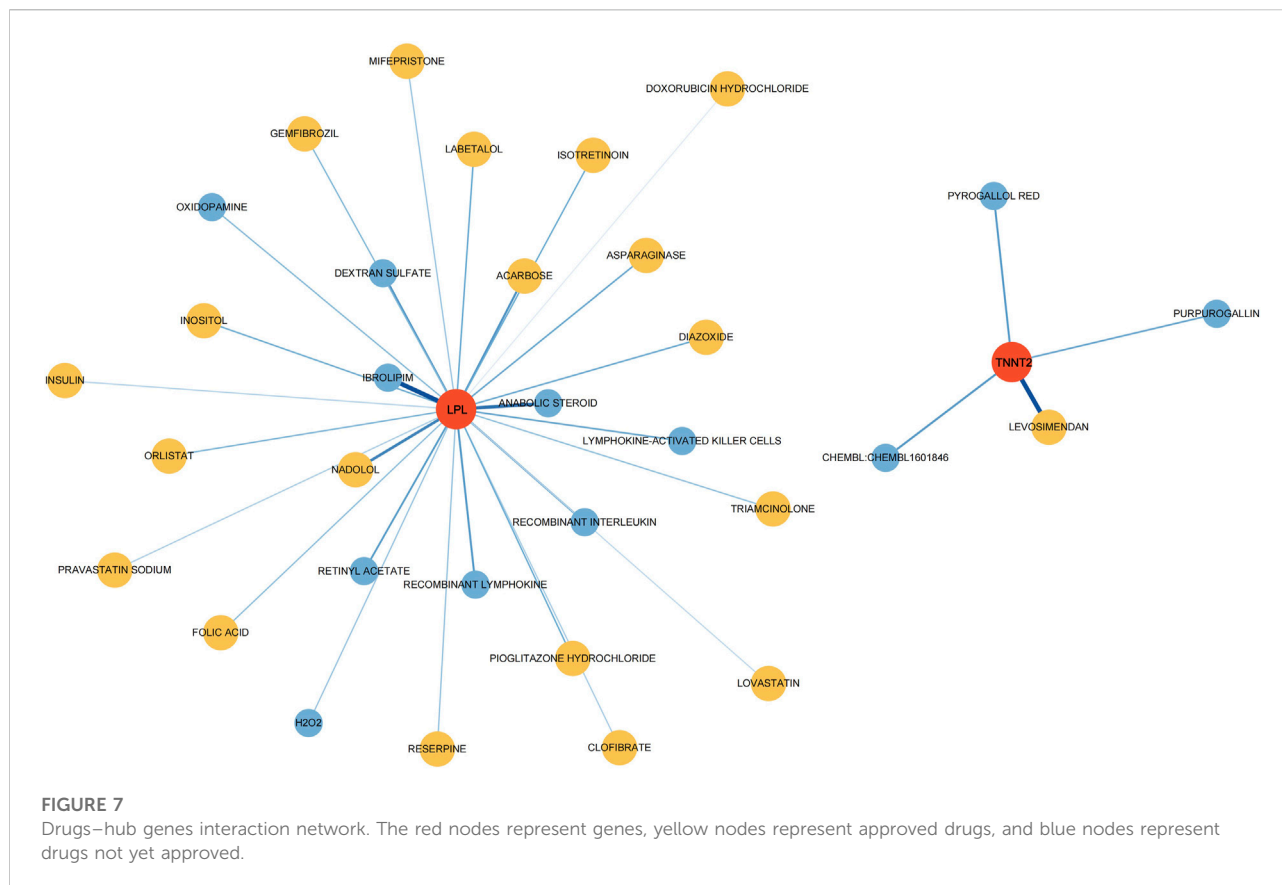 MIFEPRISTONE
DOXORUBICIN HYDROCHLORIDE
GEMFIBROZIL
LABETALOL
ISOTRETINOIN
OXIDOPAMINE
PYROGALLOL RED
DEXTRAN SULFATE
ACARBOSE
ASPARAGINASE
INOSITOL
PURPUROGALLIN
DIAZOXIDE
TNNT2
INSULIN
IBROLIPIM
LPL
ANABOLIC STEROID
LEVOSIMENDAN
LYMPHOKINE-ACTIVATED KILLER CELLS
ORLISTAT
NADOLOL
CHEMBL:CHEMBL1601846
TRIAMCINOLONE
RECOMBINANT INTERLEUKIN
PRAVASTATIN SODIUM
RETINYL ACETATE
RECOMBINANT LYMPHOKINE
FOLIC ACID
PIOGLITAZONE HYDROCHLORIDE
LOVASTATIN
H2O2
RESERPINE
CLOFIBRATE
FIGURE 7
Drugs–hub genes interaction network. The red nodes represent genes, yellow nodes represent approved drugs, and blue nodes represent
drugs not yet approved.